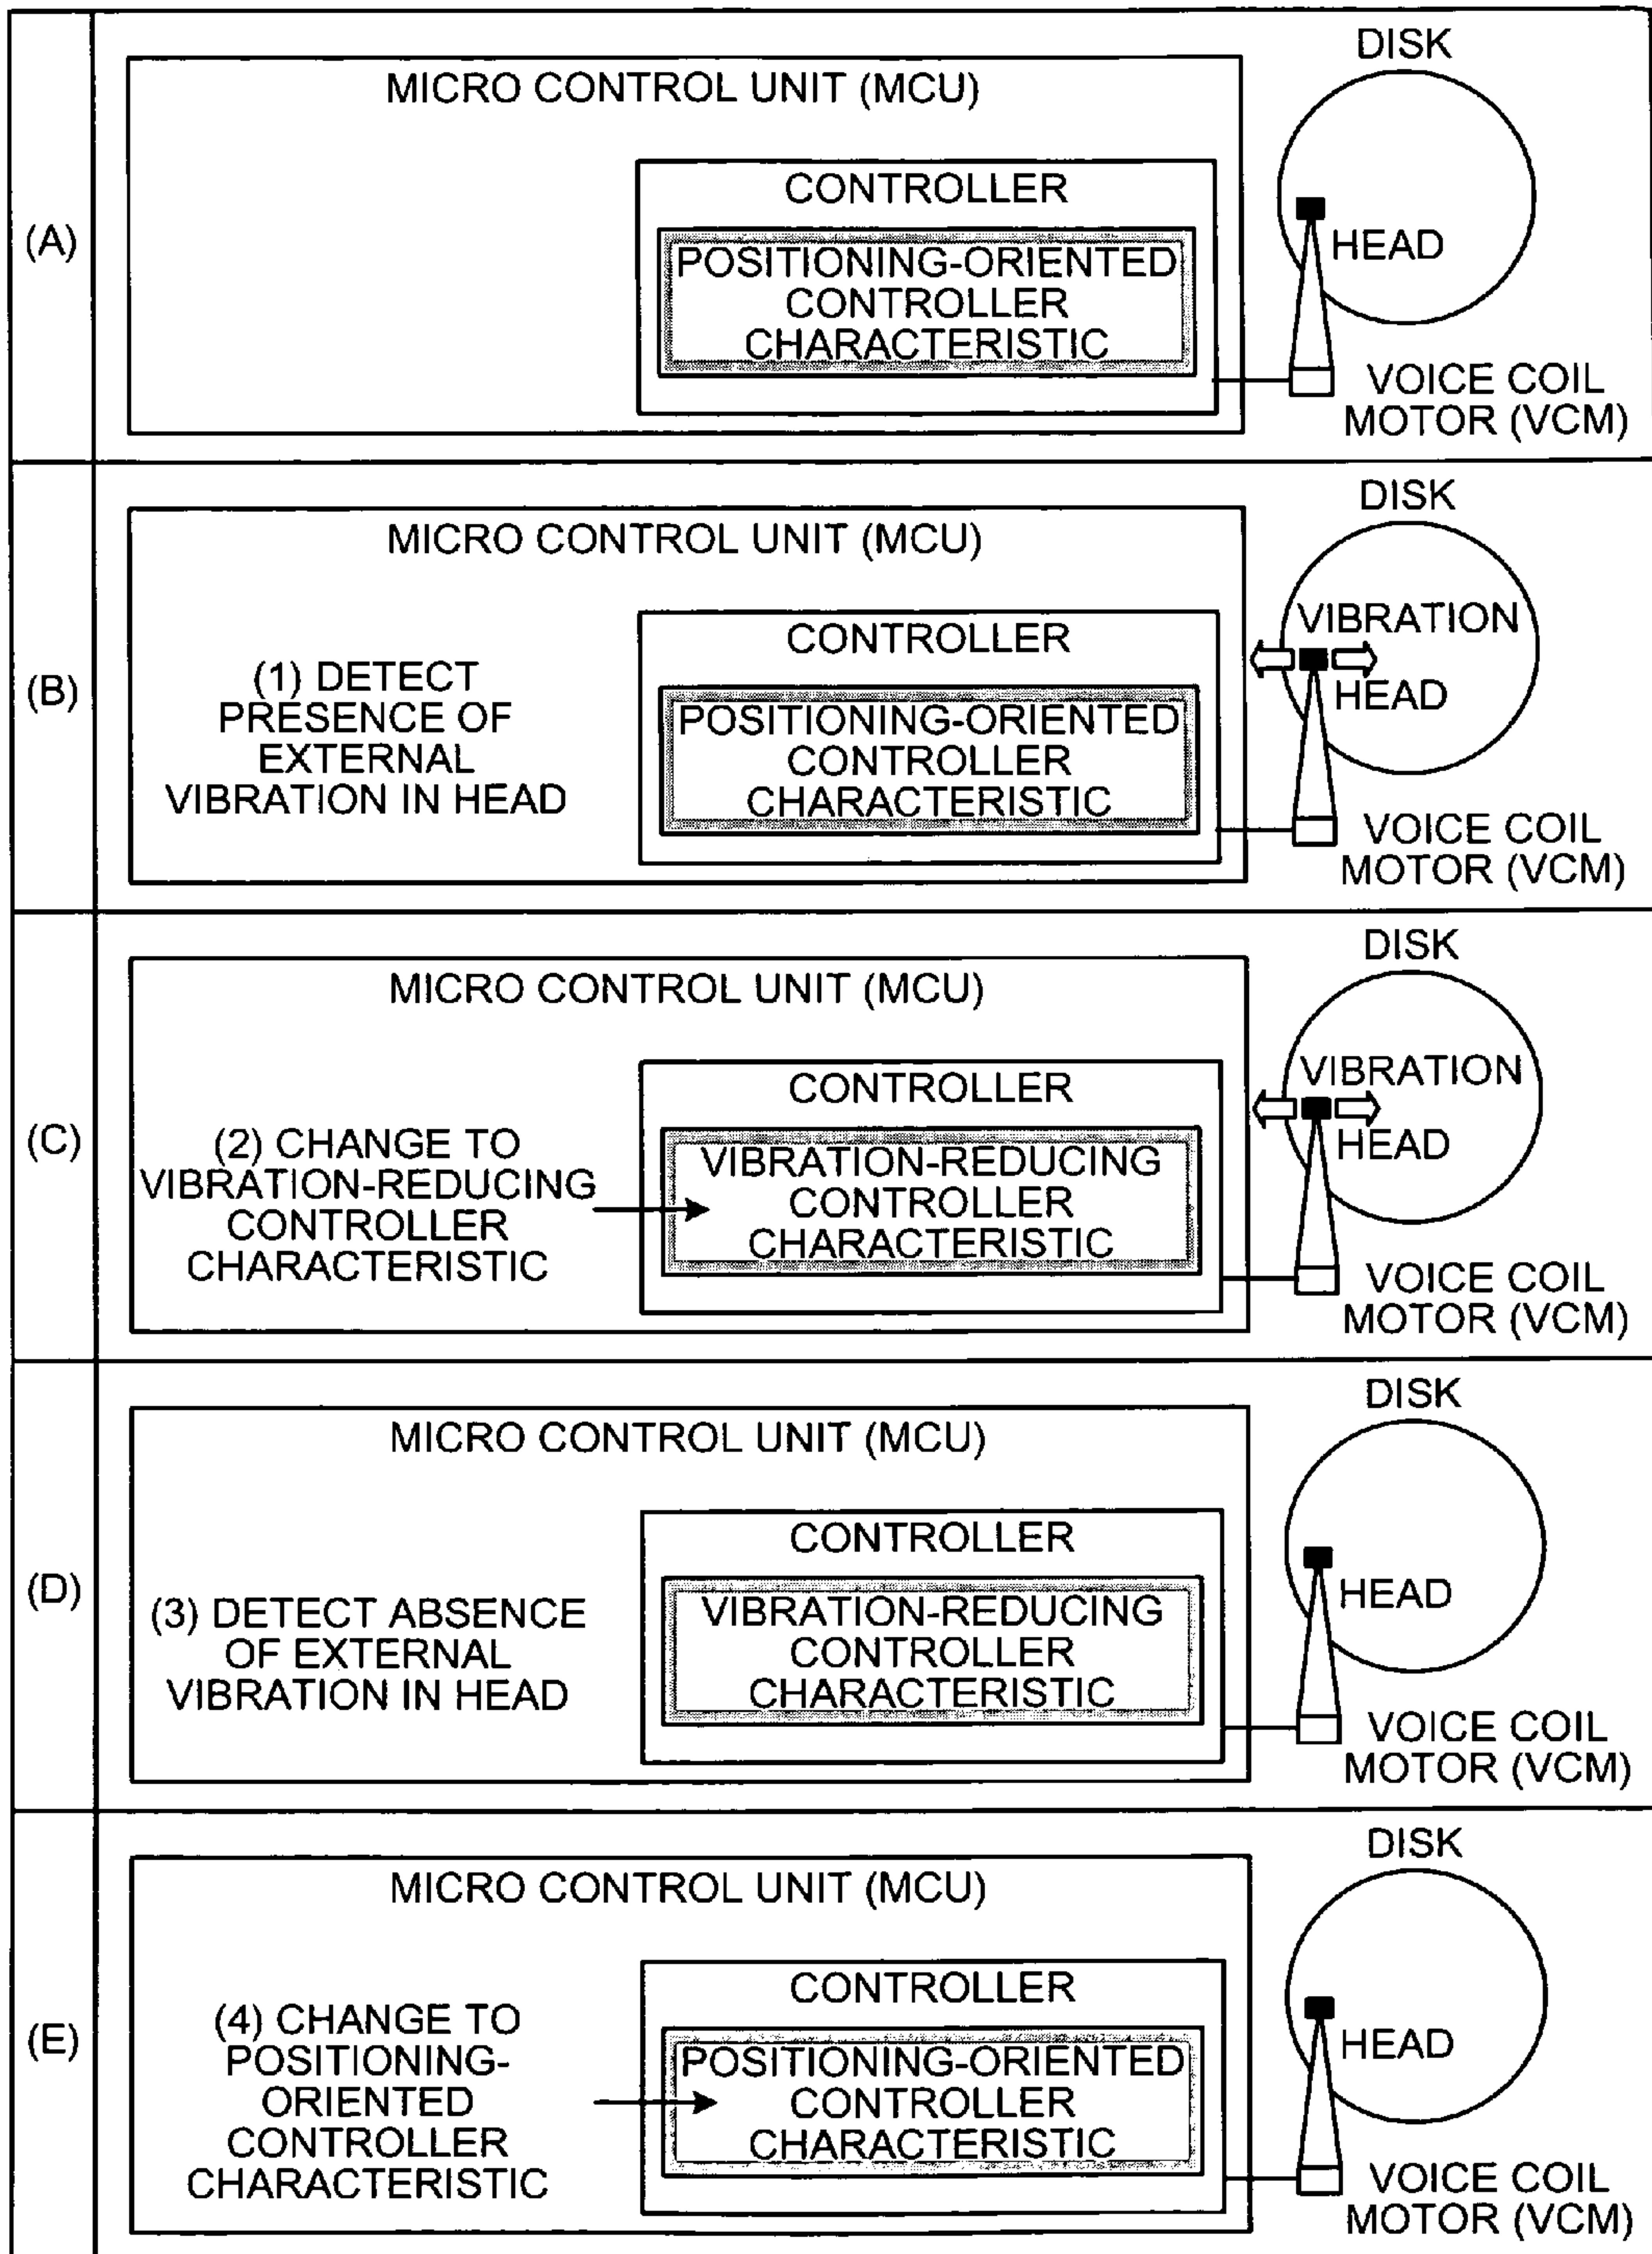 (A)
MICRO CONTROL UNIT (MCU)
CONTROLLER
POSITIONING-ORIENTED
CONTROLLER
CHARACTERISTIC
DISK
HEAD
VOICE COIL
MOTOR (VCM)
(B)
MICRO CONTROL UNIT (MCU)
(1) DETECT
PRESENCE OF
EXTERNAL
VIBRATION IN HEAD
CONTROLLER
POSITIONING-ORIENTED
CONTROLLER
CHARACTERISTIC
DISK
VIBRATION
HEAD
VOICE COIL
MOTOR (VCM)
(C)
MICRO CONTROL UNIT (MCU)
(2) CHANGE TO
VIBRATION-REDUCING
CONTROLLER
CHARACTERISTIC
CONTROLLER
VIBRATION-REDUCING
CONTROLLER
CHARACTERISTIC
DISK
VIBRATION
HEAD
VOICE COIL
MOTOR (VCM)
(D)
MICRO CONTROL UNIT (MCU)
(3) DETECT ABSENCE
OF EXTERNAL
VIBRATION IN HEAD
CONTROLLER
VIBRATION-REDUCING
CONTROLLER
CHARACTERISTIC
DISK
HEAD
VOICE COIL
MOTOR (VCM)
(E)
MICRO CONTROL UNIT (MCU)
(4) CHANGE TO
POSITIONING-
ORIENTED
CONTROLLER
CHARACTERISTIC
CONTROLLER
POSITIONING-ORIENTED
CONTROLLER
CHARACTERISTIC
DISK
HEAD
VOICE COIL
MOTOR (VCM)